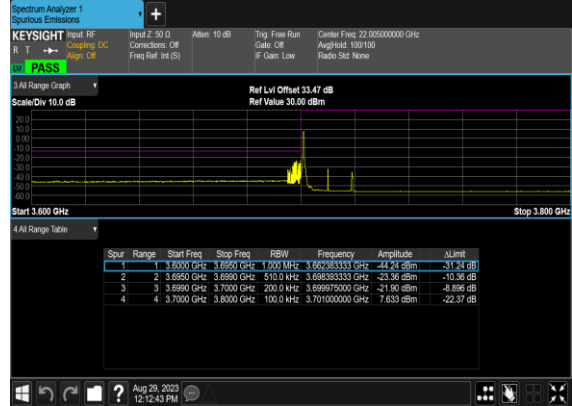 Spectrum Analyzer 1
Spurious Emissions
KEYSIGHT Input: RF Input Z: 50 Ω Atten: 10 dB Trig: Free Run Center Freq: 22.005000000 GHz
R T Coupling: DC Corrections: Off Gate: Off Avg|Hold: 100/100
Align: Off Freq Ref: Int (S) IF Gain: Low Radio Std: None
LW PASS
3 All Range Graph
Ref Lvl Offset 33.47 dB
Scale/Div 10.0 dB Ref Value 30.00 dBm
20.0
10.0
0.00
-10.0
-20.0
-30.0
-40.0
-50.0
-60.0
Start 3.600 GHz Stop 3.800 GHz
4 All Range Table
Spur Range Start Freq Stop Freq RBW Frequency Amplitude ΔLimit
1 1 3.6000 GHz 3.6950 GHz 1.000 MHz 3.662383333 GHz -44.24 dBm -31.24 dB
2 2 3.6950 GHz 3.6990 GHz 510.0 kHz 3.698393333 GHz -23.36 dBm -10.36 dB
3 3 3.6990 GHz 3.7000 GHz 200.0 kHz 3.699975000 GHz -21.90 dBm -8.896 dB
4 4 3.7000 GHz 3.8000 GHz 100.0 kHz 3.701000000 GHz 7.633 dBm -22.37 dB
? Aug 29, 2023
12:12:43 PM